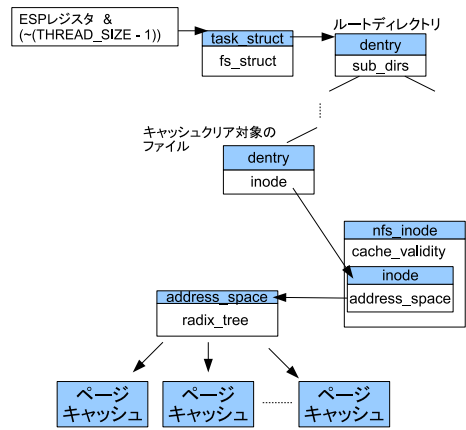 ESPレジスタ &
(~(THREAD_SIZE - 1))
task_struct
fs_struct
ルートディレクトリ
dentry
sub_dirs
キャッシュクリア対象の
ファイル
dentry
inode
nfs_inode
cache_validity
inode
address_space
address_space
radix_tree
ページ
キャッシュ
ページ
キャッシュ
ページ
キャッシュ